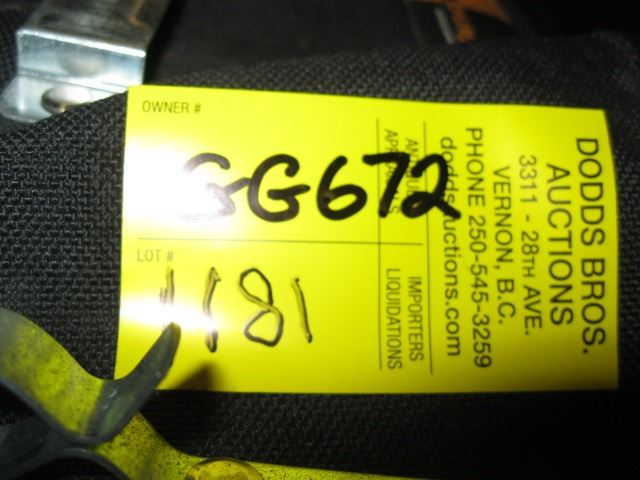 OWNER #
GG672
LOT #
1181
DODDS BROS.
AUCTIONS
3311 - 28TH AVE.
VERNON, B.C.
PHONE 250-545-3259
doddsauctions.com
IMPORTERS
LIQUIDATIONS